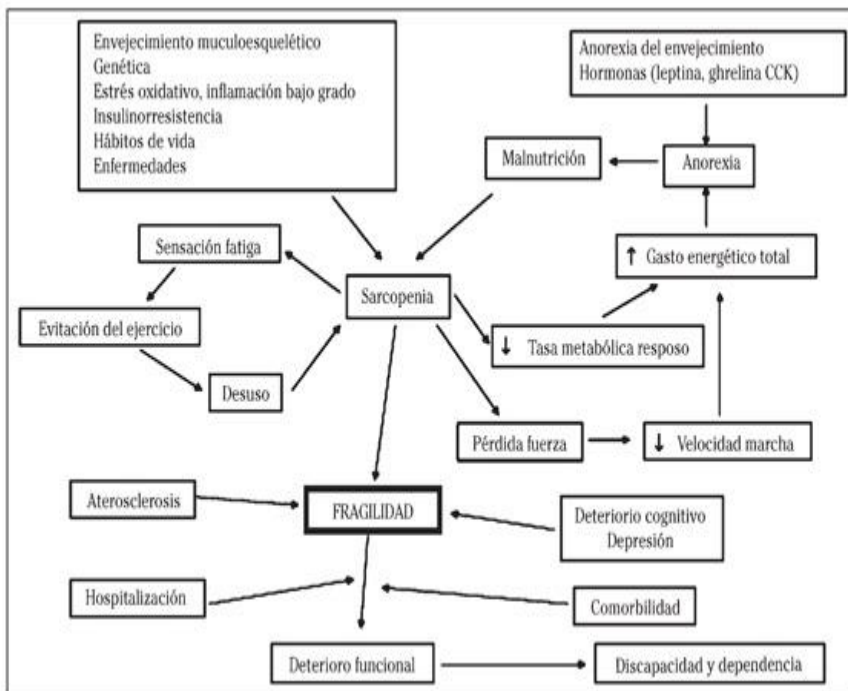 Envejecimiento muculoesquelético
Genética
Estrés oxidativo, inflamación bajo grado
Insulinorresistencia
Hábitos de vida
Enfermedades
Anorexia del envejecimiento
Hormonas (leptina, ghrelina CCK)
Malnutrición
Anorexia
Sensación fatiga
↑ Gasto energético total
Sarcopenia
Evitación del ejercicio
↓ Tasa metabólica resposo
Desuso
Pérdida fuerza
↓ Velocidad marcha
Aterosclerosis
FRAGILIDAD
Deteriorio cognitivo
Depresión
Hospitalización
Comorbilidad
Deterioro funcional
Discapacidad y dependencia